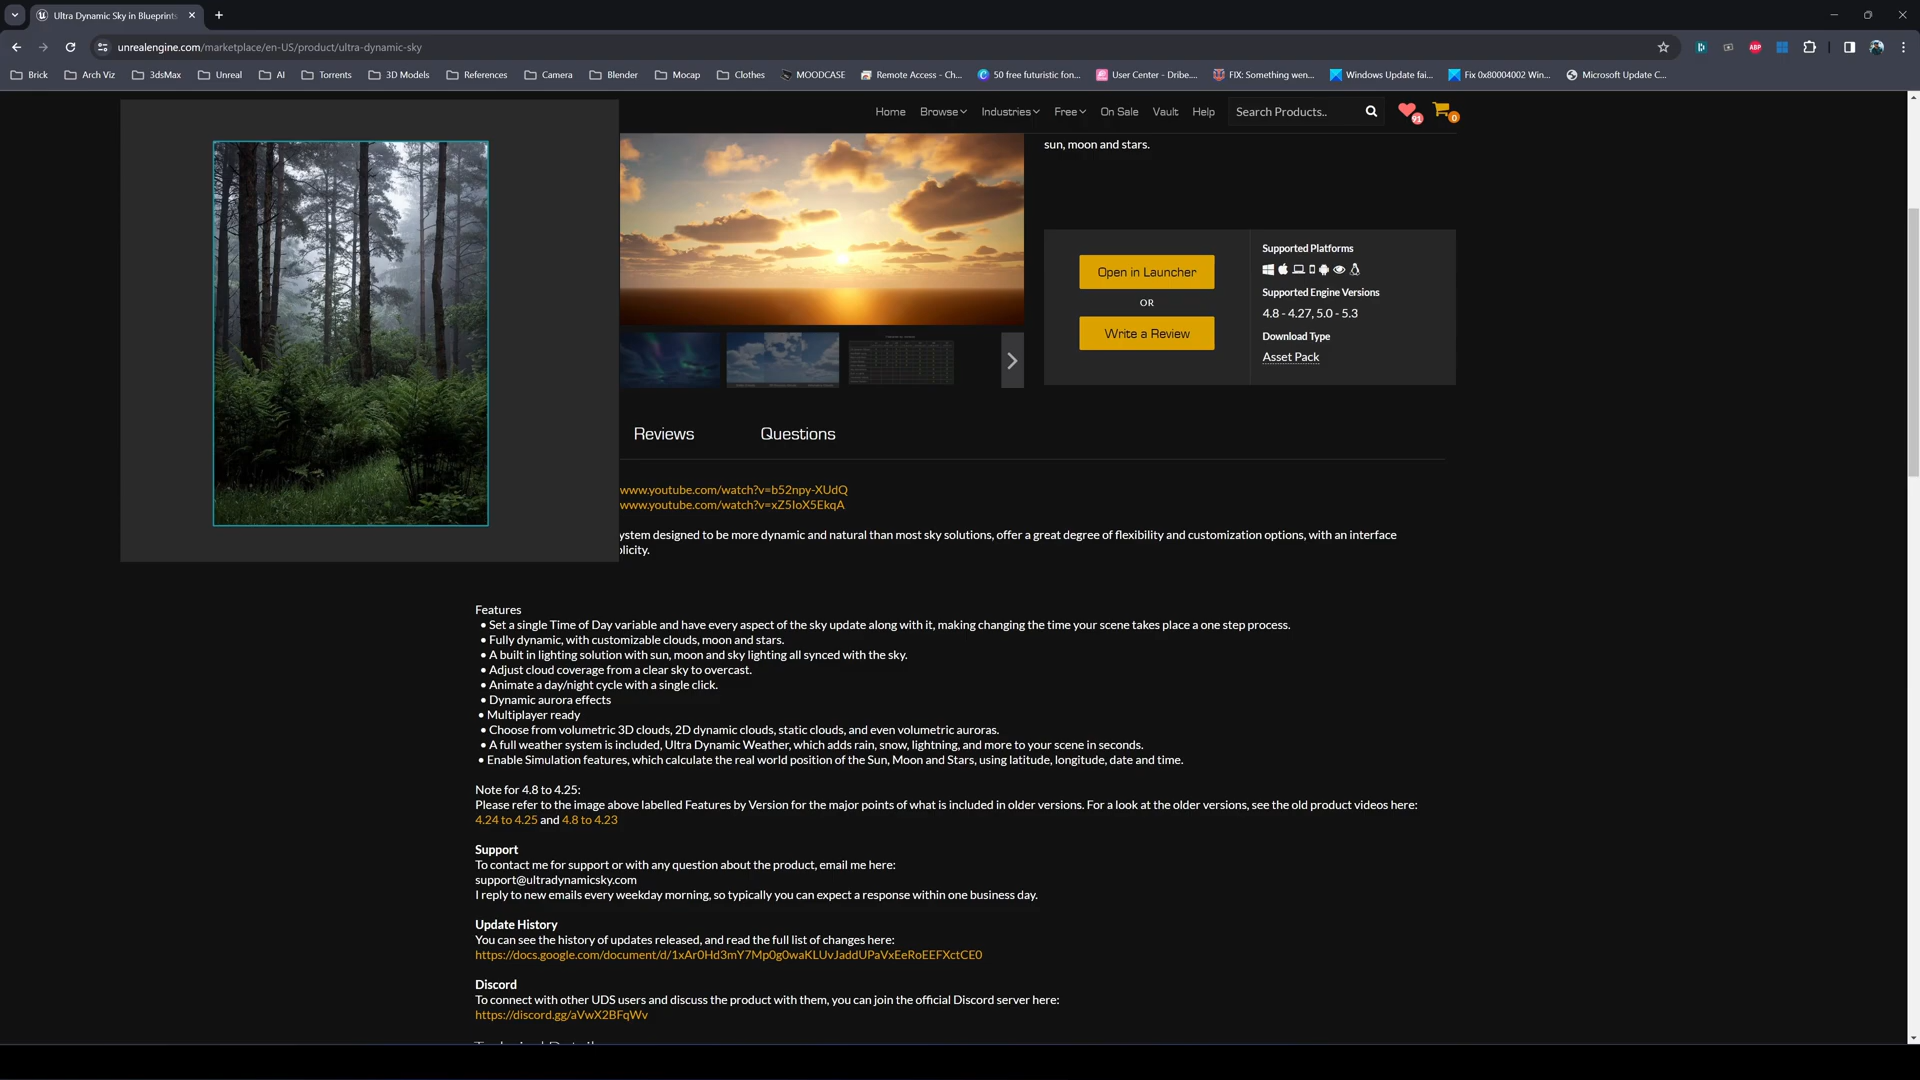 Ultra Dynamic Sky in Blueprints
unrealengine.com/marketplace/en-US/product/ultra-dynamic-sky
ABP
Brick
Arch Viz
3dsMax
Unreal
AI
Torrents
3D Models
References
Camera
Blender
Mocap
Clothes
MOODCASE
Remote Access - Ch...
50 free futuristic fon...
User Center - Dribe....
FIX: Something wen...
Windows Update fai...
Fix 0x80004002 Win...
Microsoft Update C...
Home
Browse
Industries
Free
On Sale
Vault
Help
Search Products..
91
0
sun, moon and stars.
Open in Launcher
OR
Write a Review
Supported Platforms
Supported Engine Versions
4.8 - 4.27, 5.0 - 5.3
Download Type
Asset Pack
Reviews
Questions
www.youtube.com/watch?v=b52npy-XUdQ
www.youtube.com/watch?v=xZ5IoX5EkqA
ystem designed to be more dynamic and natural than most sky solutions, offer a great degree of flexibility and customization options, with an interface
plicity.
Features
• Set a single Time of Day variable and have every aspect of the sky update along with it, making changing the time your scene takes place a one step process.
• Fully dynamic, with customizable clouds, moon and stars.
• A built in lighting solution with sun, moon and sky lighting all synced with the sky.
• Adjust cloud coverage from a clear sky to overcast.
• Animate a day/night cycle with a single click.
• Dynamic aurora effects
• Multiplayer ready
• Choose from volumetric 3D clouds, 2D dynamic clouds, static clouds, and even volumetric auroras.
• A full weather system is included, Ultra Dynamic Weather, which adds rain, snow, lightning, and more to your scene in seconds.
• Enable Simulation features, which calculate the real world position of the Sun, Moon and Stars, using latitude, longitude, date and time.
Note for 4.8 to 4.25:
Please refer to the image above labelled Features by Version for the major points of what is included in older versions. For a look at the older versions, see the old product videos here:
4.24 to 4.25 and 4.8 to 4.23
Support
To contact me for support or with any question about the product, email me here:
support@ultradynamicsky.com
I reply to new emails every weekday morning, so typically you can expect a response within one business day.
Update History
You can see the history of updates released, and read the full list of changes here:
https://docs.google.com/document/d/1xAr0Hd3mY7Mp0g0waKLUvJaddUPaVxEeRoEEFXctCE0
Discord
To connect with other UDS users and discuss the product with them, you can join the official Discord server here:
https://discord.gg/aVwX2BFqWv